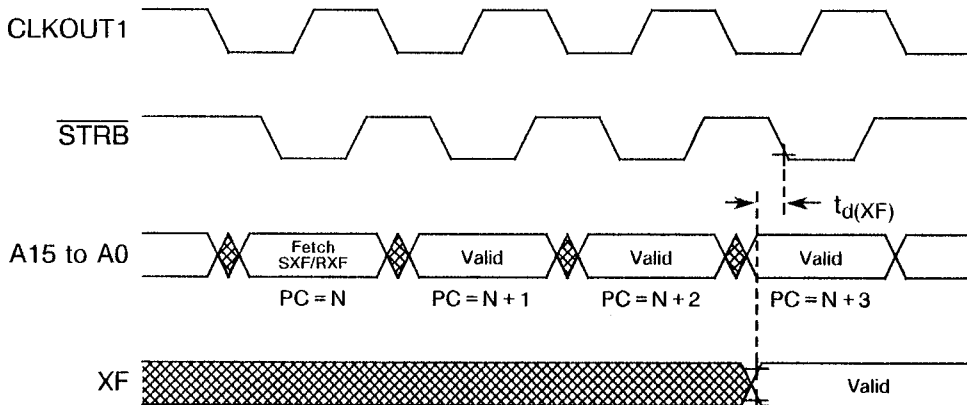 CLKOUT1
STRB
td(XF)
A15 to A0
Fetch
SXF/RXF
Valid
Valid
Valid
PC = N
PC = N + 1
PC = N + 2
PC = N + 3
XF
Valid